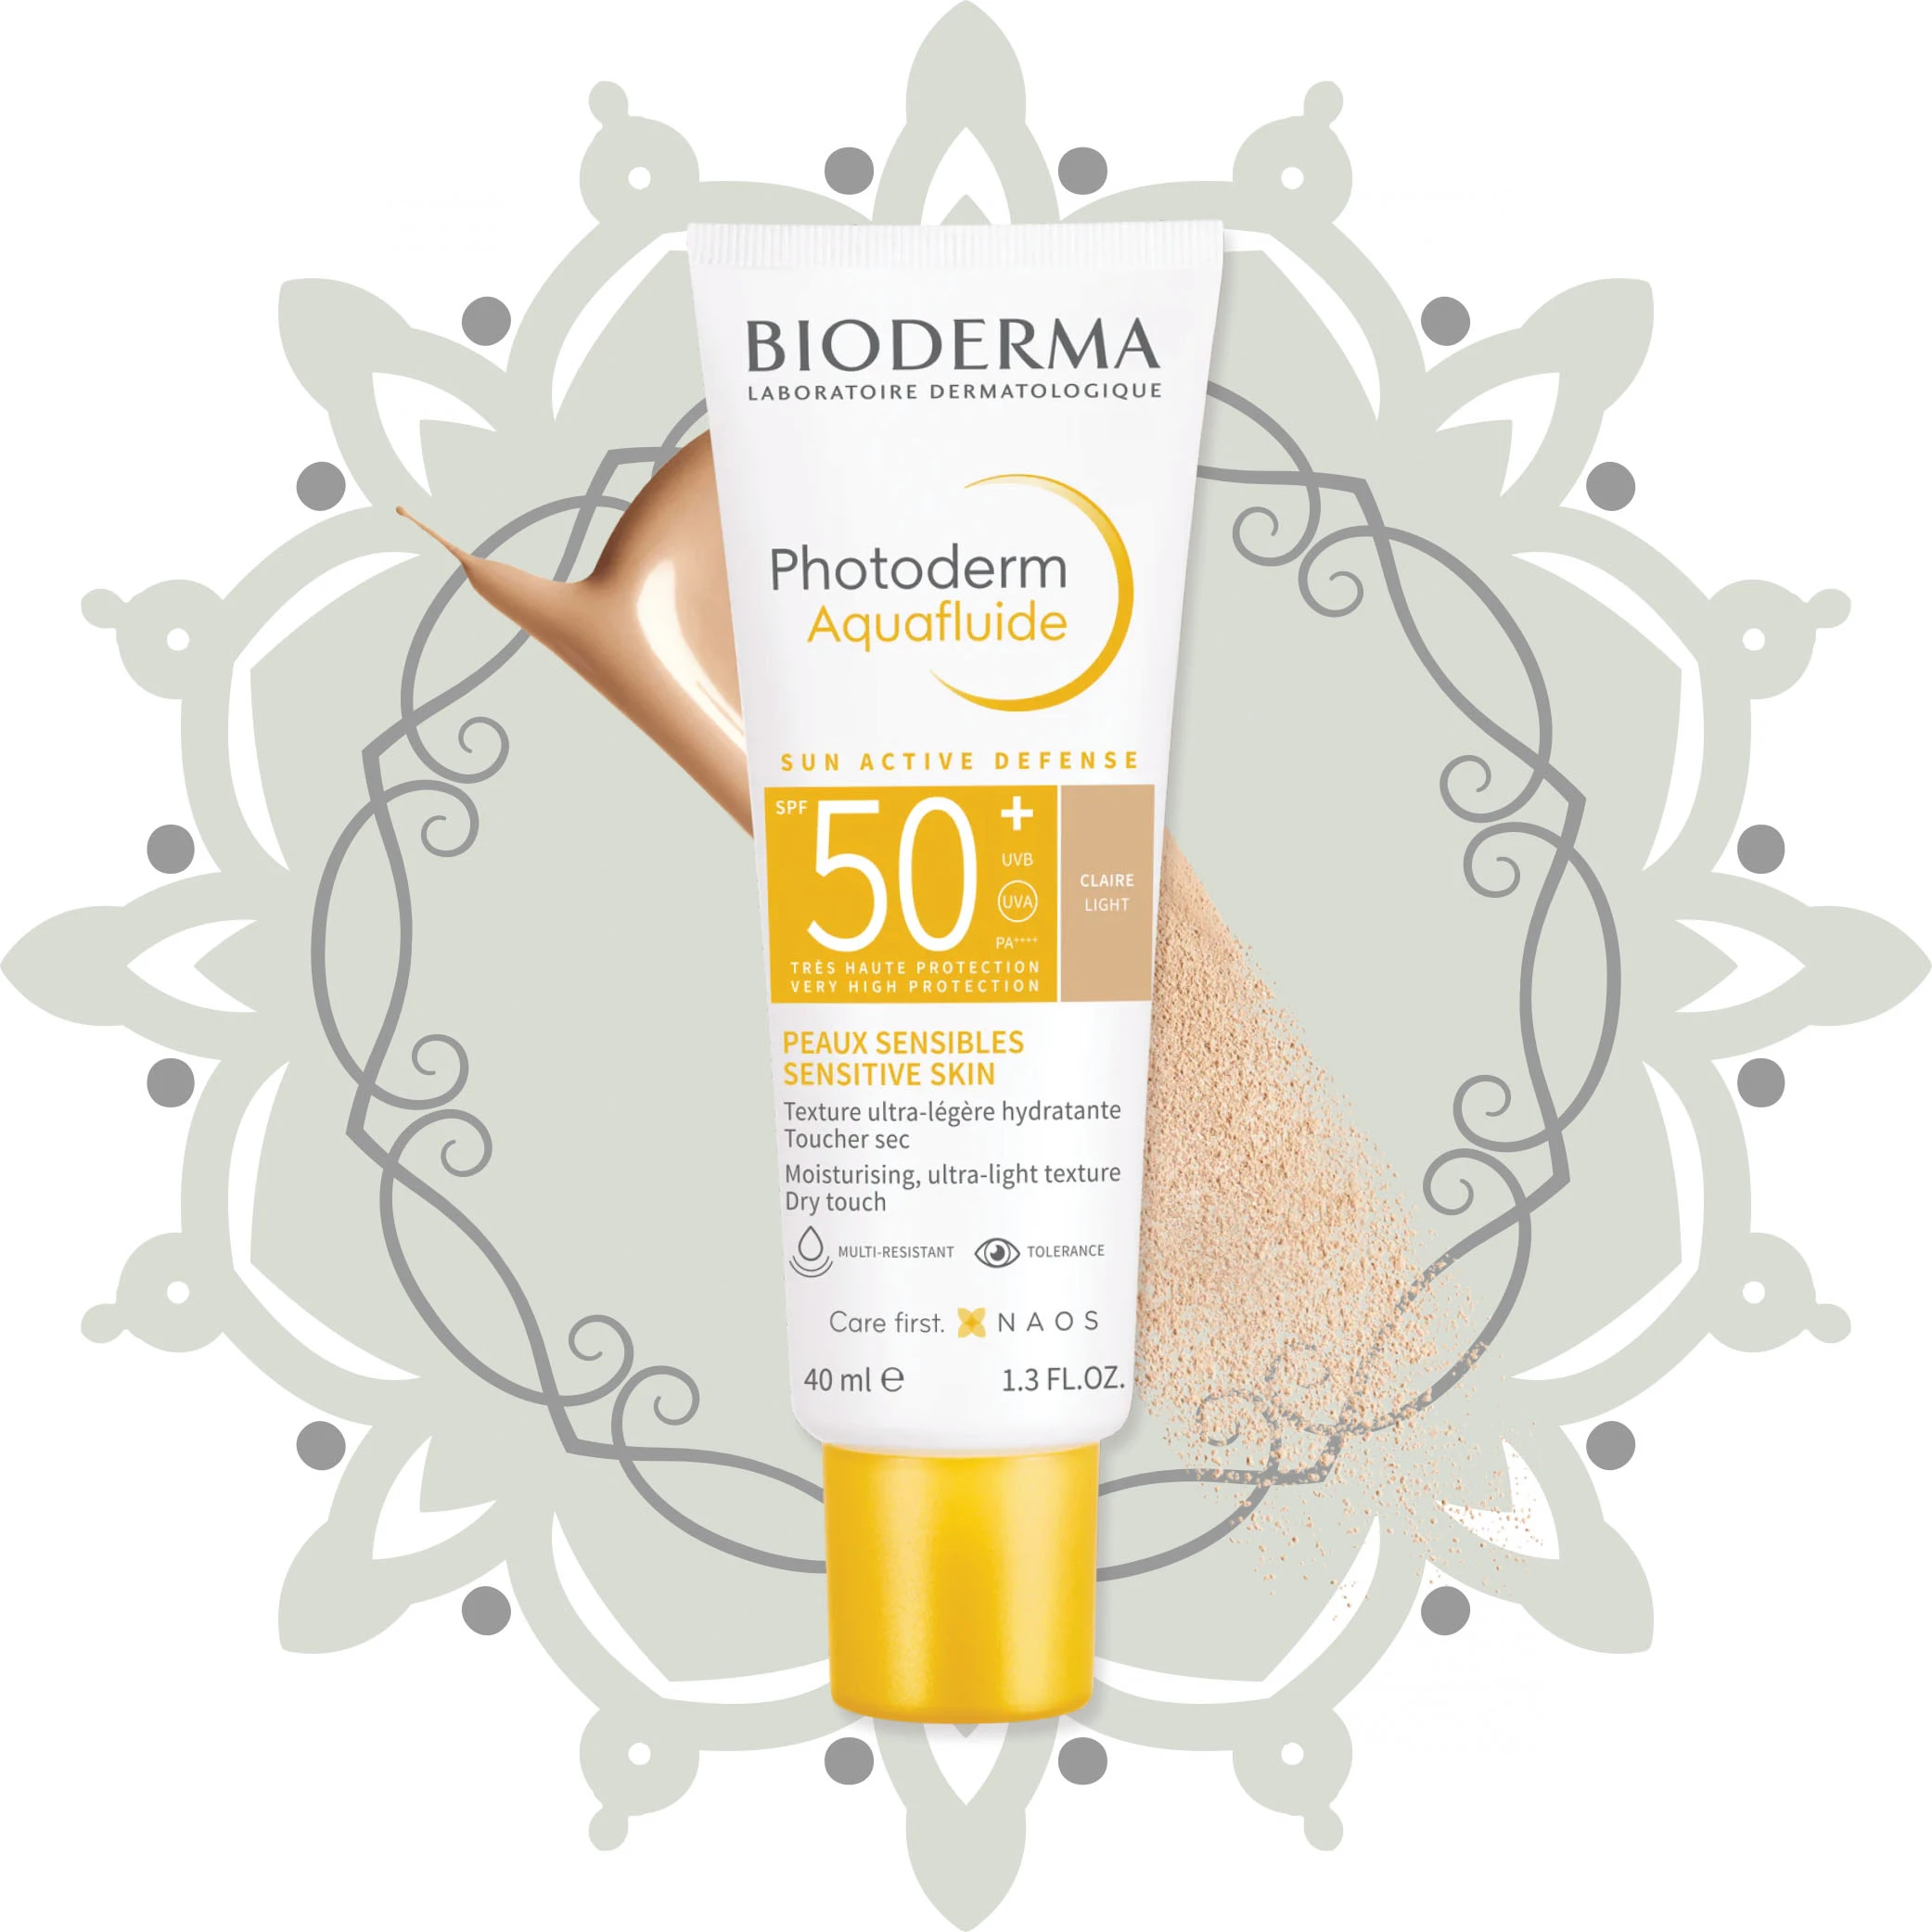 BIODERMA
LABORATOIRE DERMATOLOGIQUE
Photoderm
Aquafluide
SUN ACTIVE DEFENSE
SPF 50+
UVB
UVA
PA++++
TRÈS HAUTE PROTECTION
VERY HIGH PROTECTION
CLAIRE
LIGHT
PEAUX SENSIBLES
SENSITIVE SKIN
Texture ultra-légère hydratante
Toucher sec
Moisturising, ultra-light texture
Dry touch
MULTI-RESISTANT TOLERANCE
Care first. NAOS
40 ml ℮ 1.3 FL.OZ.